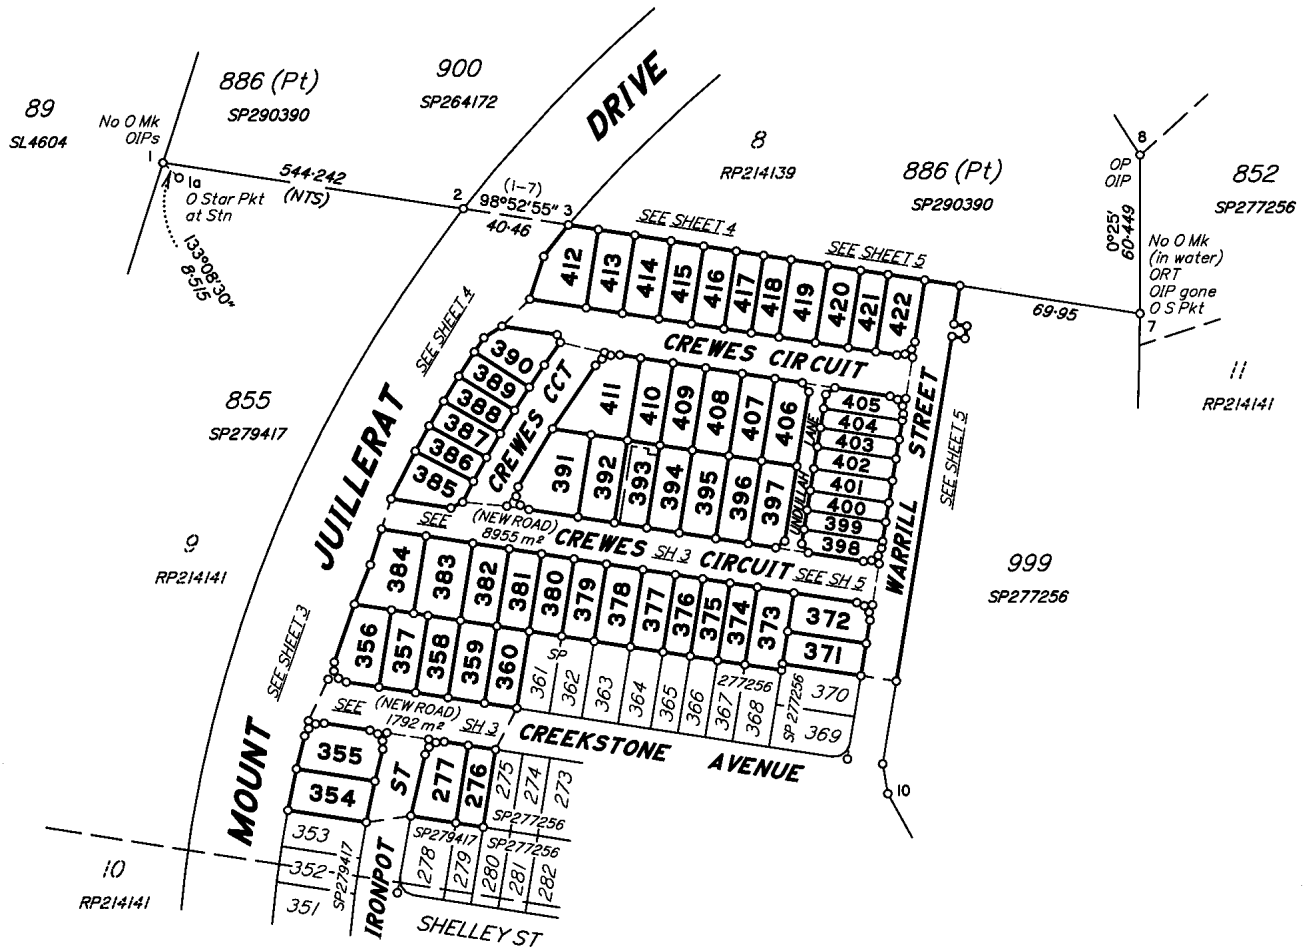 89
SL4604
886 (Pt)
SP290390
900
SP264172
No O Mk
OIPs
1
1a
O Star Pkt
at Stn
133°08'30"
8·515
544·242
(NTS)
2
(1-7)
98°52'55"
40·46
3
MOUNT JUILLERAT DRIVE
8
RP214139
886 (Pt)
SP290390
8
OP
OIP
0°25'
60·449
852
SP277256
No O Mk
(in water)
ORT
OIP gone
O S Pkt
7
69·95
11
RP214141
SEE SHEET 4
SEE SHEET 5
412
413
414
415
416
417
418
419
420
421
422
SEE SHEET 4
CREWES CIRCUIT
390
389
388
387
386
385
CREWES CCT
411
410
409
408
407
406
391
392
393
394
395
396
397
UNDULLAH LANE
405
404
403
402
401
400
399
398
WARRILL STREET
SEE SHEET 5
855
SP279417
9
RP214141
999
SP277256
SEE
(NEW ROAD)
8955 m²
CREWES SH 3 CIRCUIT SEE SH 5
384
383
382
381
380
379
378
377
376
375
374
373
372
371
356
357
358
359
360
361
SP
362
363
364
365
366
277256
367
368
SP 277256
370
369
SEE SHEET 3
SEE
(NEW ROAD)
1792 m²
SH 3
CREEKSTONE AVENUE
355
354
IRONPOT ST
277
276
275
274
273
SP277256
10
353
352
351
SP279417
SP279417
SP277256
278
279
280
281
282
SHELLEY ST
10
RP214141